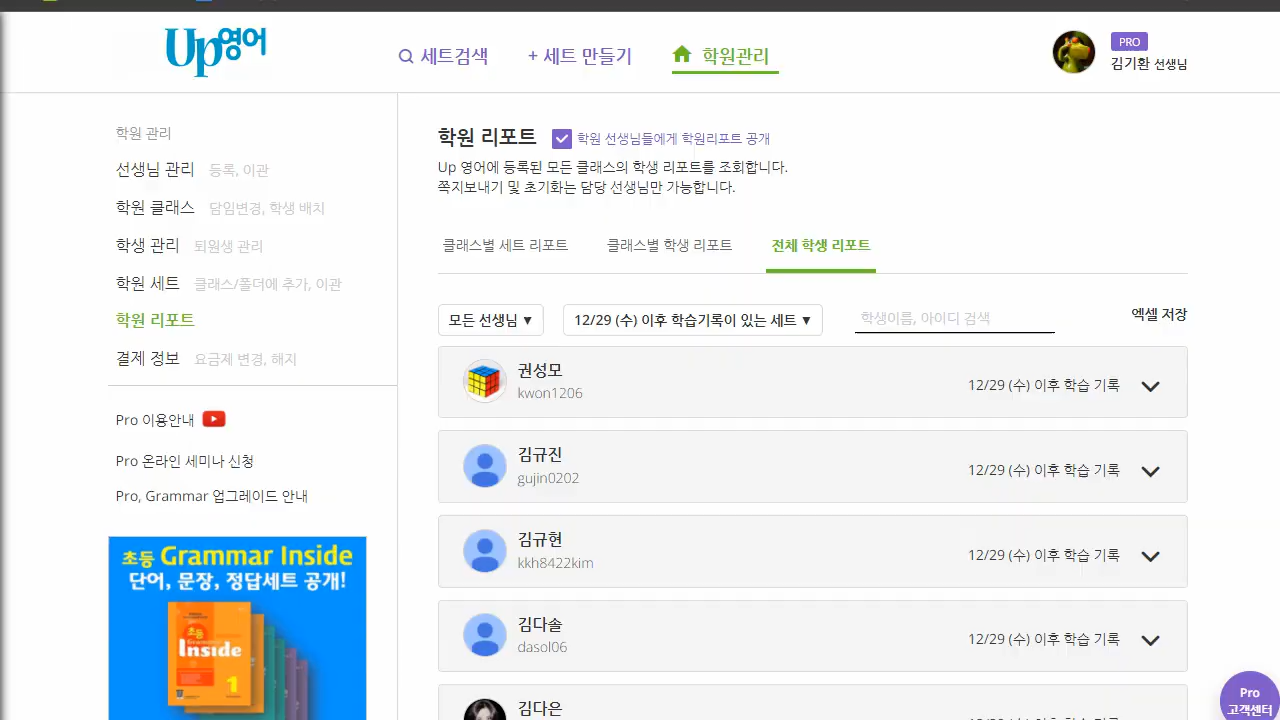 Up영어
세트검색
+ 세트 만들기
학원관리
PRO
김기환 선생님
학원 관리
선생님 관리 등록, 이관
학원 클래스 담임변경, 학생 배치
학생 관리 퇴원생 관리
학원 세트 클래스/폴더에 추가, 이관
학원 리포트
결제 정보 요금제 변경, 해지
Pro 이용안내
Pro 온라인 세미나 신청
Pro, Grammar 업그레이드 안내
초등 Grammar Inside
단어, 문장, 정답세트 공개!
초등
Grammar
Inside
1
학원 리포트 학원 선생님들에게 학원리포트 공개
Up 영어에 등록된 모든 클래스의 학생 리포트를 조회합니다.
쪽지보내기 및 초기화는 담당 선생님만 가능합니다.
클래스별 세트 리포트 클래스별 학생 리포트 전체 학생 리포트
모든 선생님 ▼ 12/29 (수) 이후 학습기록이 있는 세트 ▼ 학생이름, 아이디 검색 엑셀 저장
권성모
kwon1206
12/29 (수) 이후 학습 기록
김규진
gujin0202
12/29 (수) 이후 학습 기록
김규현
kkh8422kim
12/29 (수) 이후 학습 기록
김다솔
dasol06
12/29 (수) 이후 학습 기록
김다은
Pro
고객센터